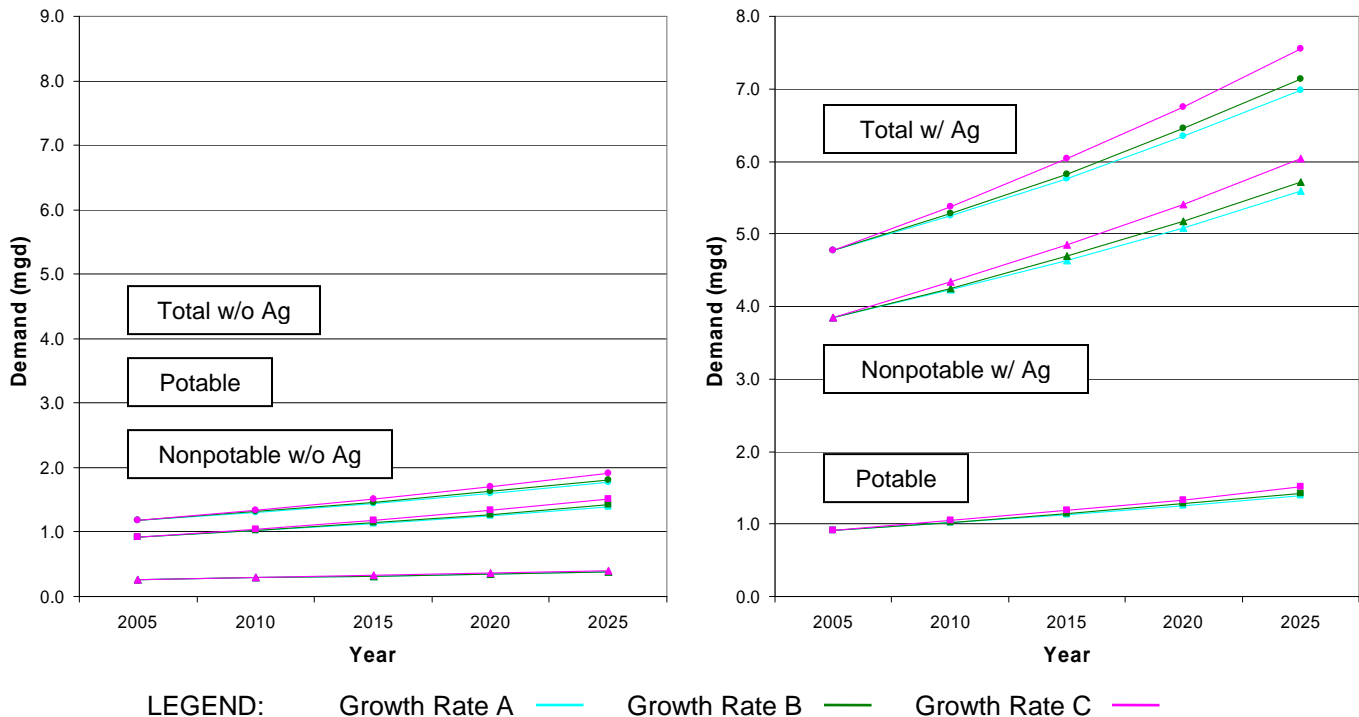 9.0
8.0
7.0
6.0
5.0
4.0
3.0
2.0
1.0
0.0
Demand (mgd)
Total w/o Ag
Potable
Nonpotable w/o Ag
2005 2010 2015 2020 2025
Year
8.0
7.0
6.0
5.0
4.0
3.0
2.0
1.0
0.0
Demand (mgd)
Total w/ Ag
Nonpotable w/ Ag
Potable
2005 2010 2015 2020 2025
Year
LEGEND: Growth Rate A Growth Rate B Growth Rate C